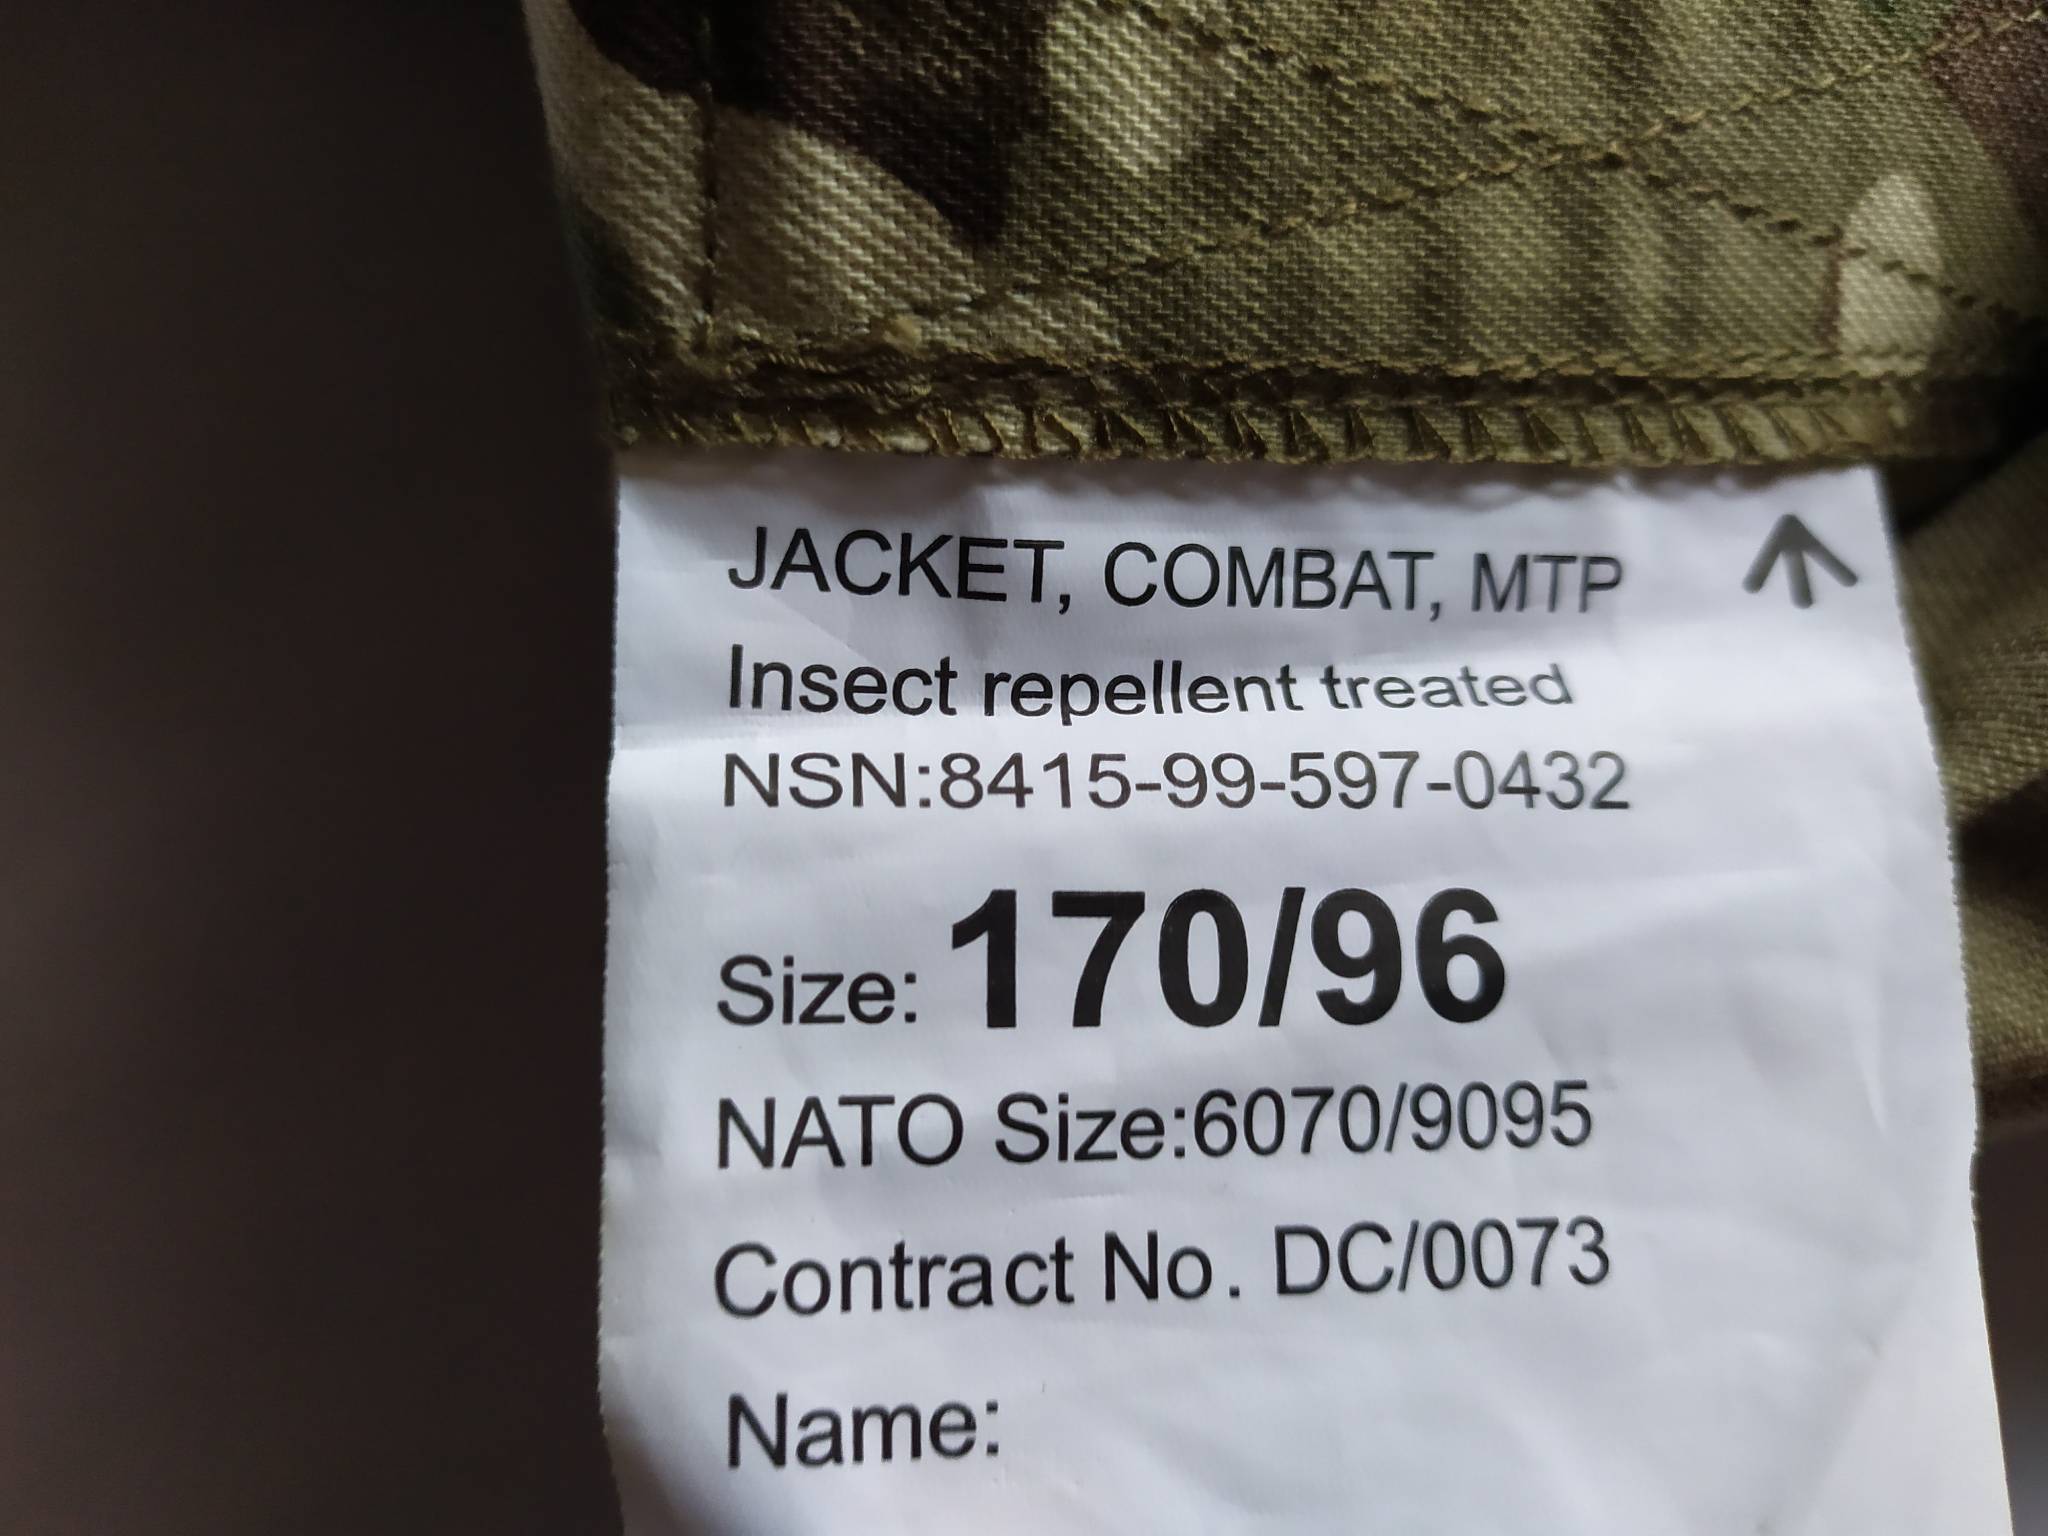 JACKET, COMBAT, MTP
Insect repellent treated
NSN:8415-99-597-0432
Size: 170/96
NATO Size:6070/9095
Contract No. DC/0073
Name: